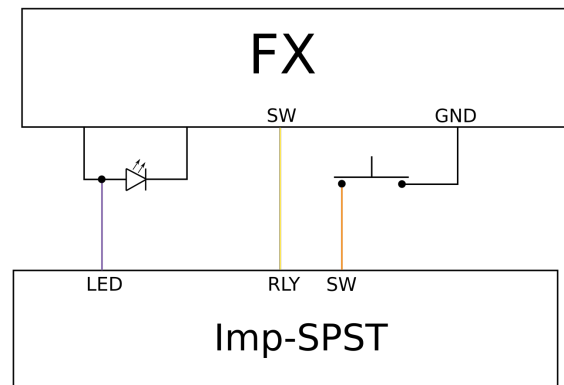 FX
SW
GND
LED
RLY
SW
Imp-SPST